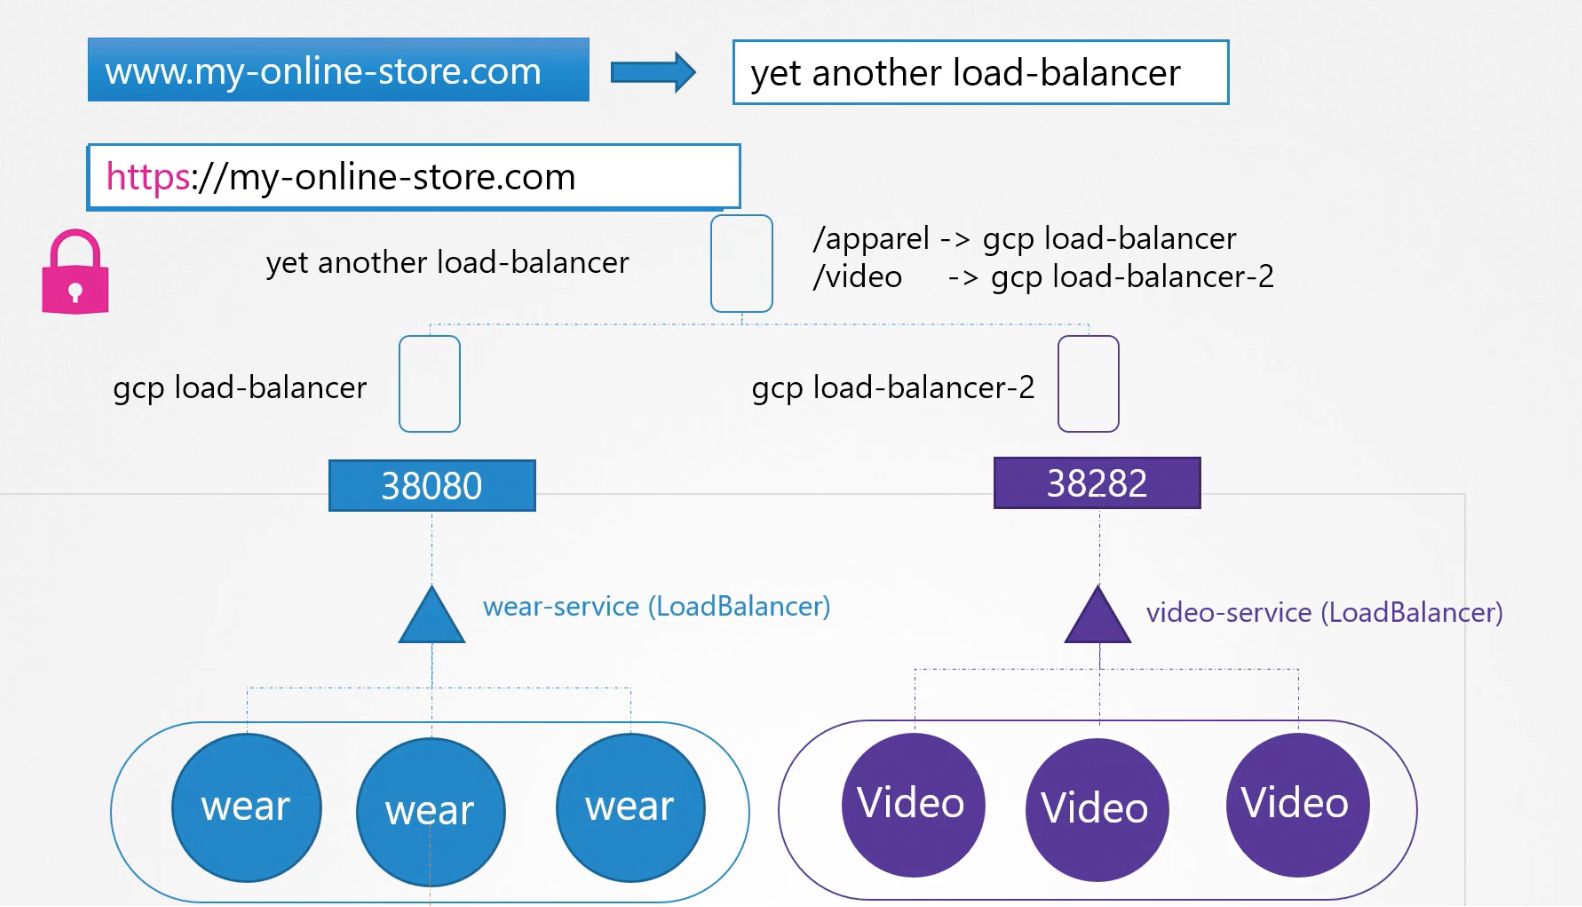 www.my-online-store.com
yet another load-balancer
https://my-online-store.com
yet another load-balancer
/apparel -> gcp load-balancer
/video -> gcp load-balancer-2
gcp load-balancer
gcp load-balancer-2
38080
38282
wear-service (LoadBalancer)
video-service (LoadBalancer)
wear
wear
wear
Video
Video
Video